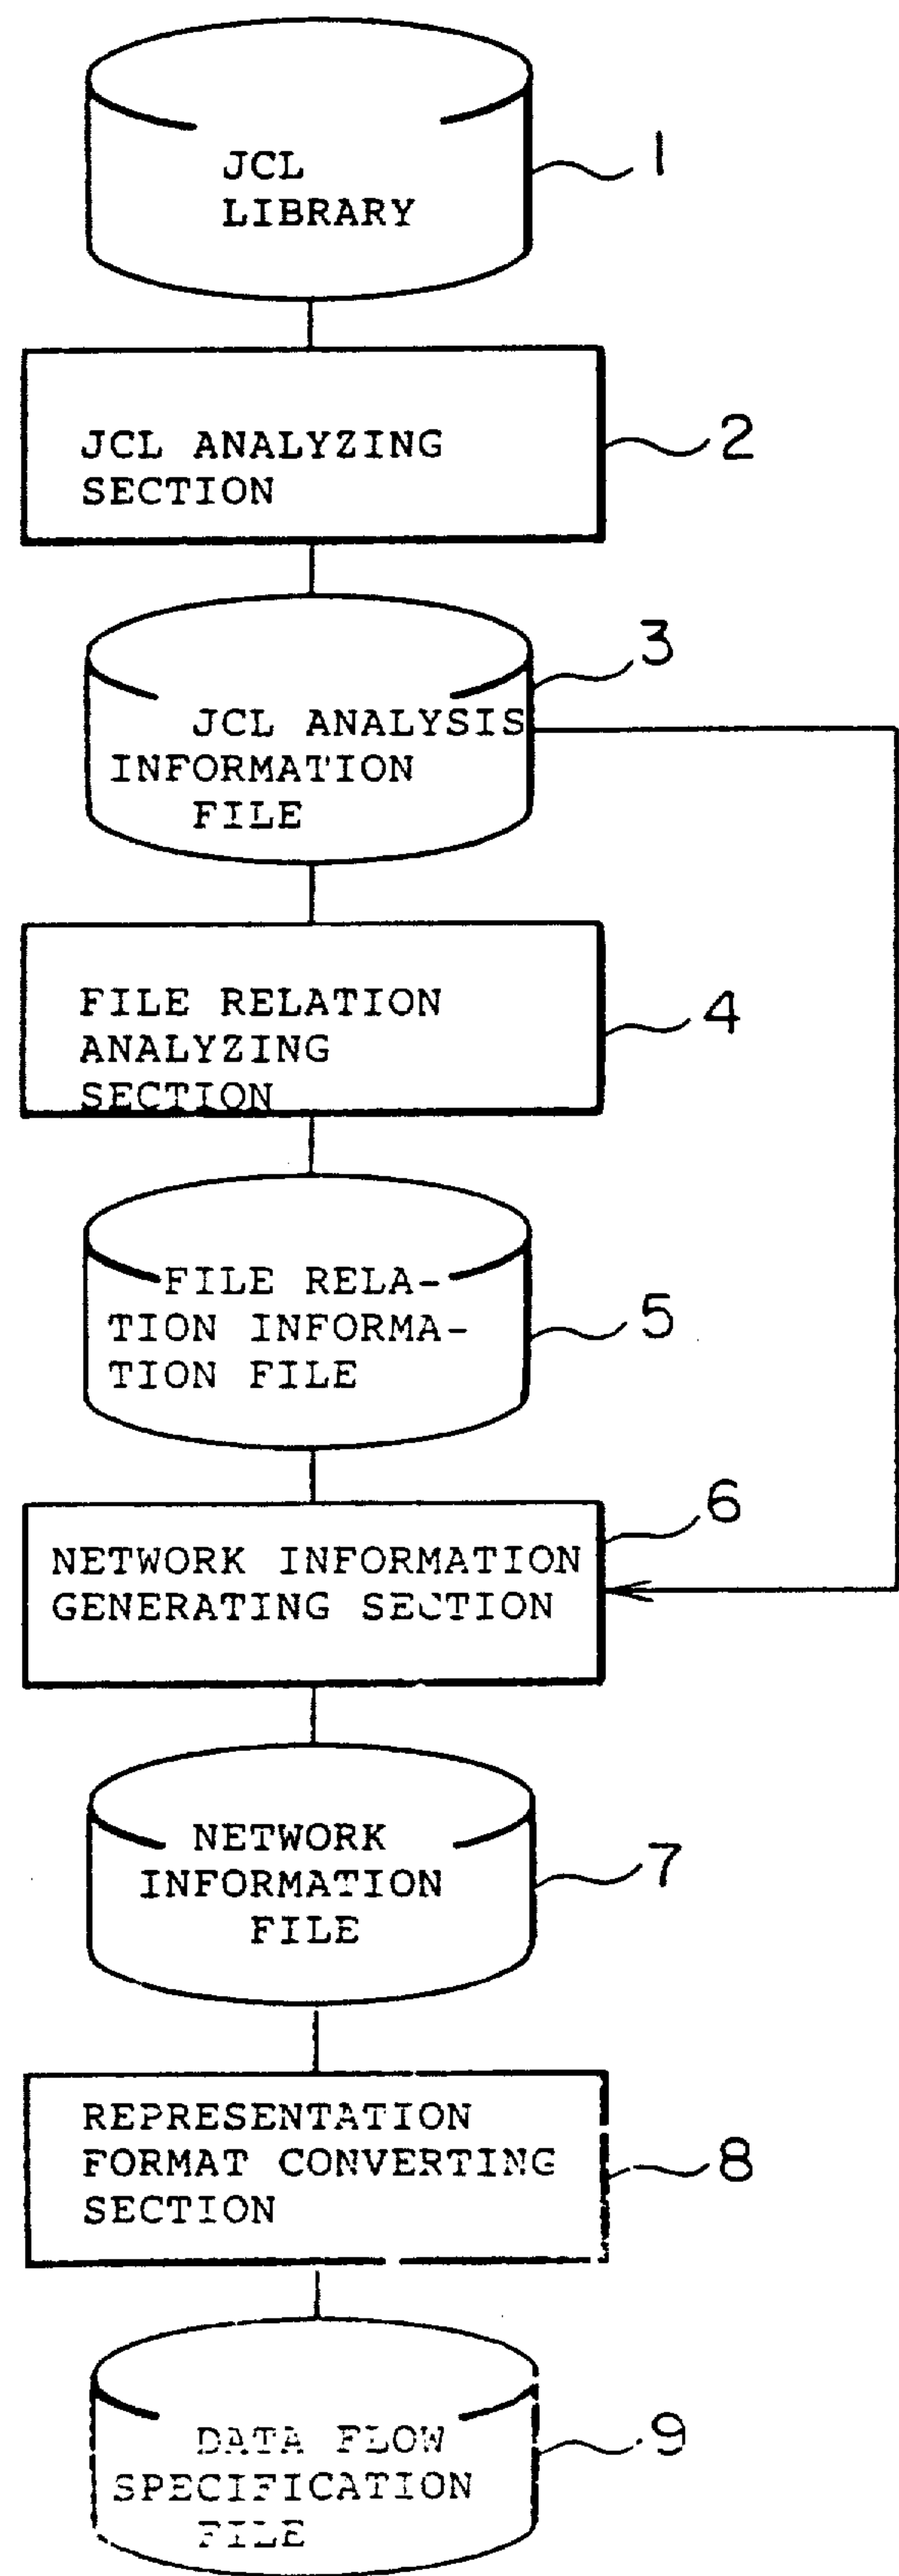 JCL
LIBRARY
1
JCL ANALYZING
SECTION
2
JCL ANALYSIS
INFORMATION
FILE
3
FILE RELATION
ANALYZING
SECTION
4
FILE RELA-
TION INFORMA-
TION FILE
5
NETWORK INFORMATION
GENERATING SECTION
6
NETWORK
INFORMATION
FILE
7
REPRESENTATION
FORMAT CONVERTING
SECTION
8
DATA FLOW
SPECIFICATION
FILE
9